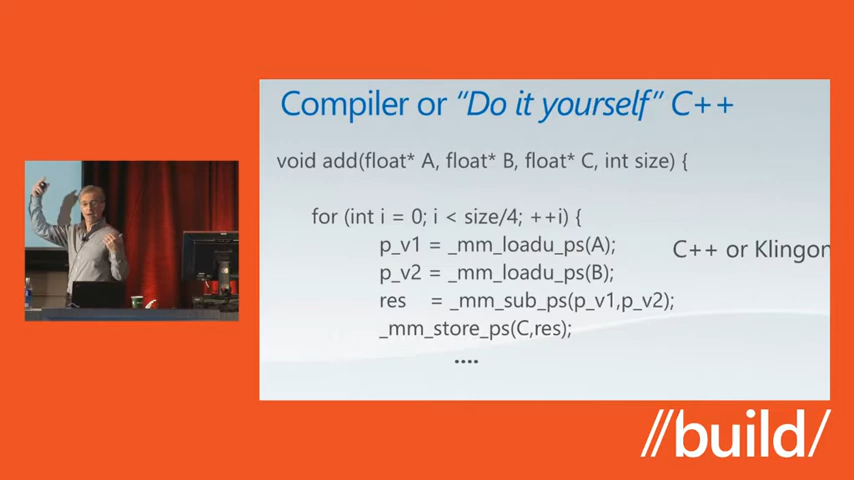 Compiler or "Do it yourself" C++
void add(float* A, float* B, float* C, int size) {
for (int i = 0; i < size/4; ++i) {
p_v1 = _mm_loadu_ps(A);
C++ or Klingon
p_v2 = _mm_loadu_ps(B);
res = _mm_sub_ps(p_v1,p_v2);
_mm_store_ps(C,res);
....
//build/